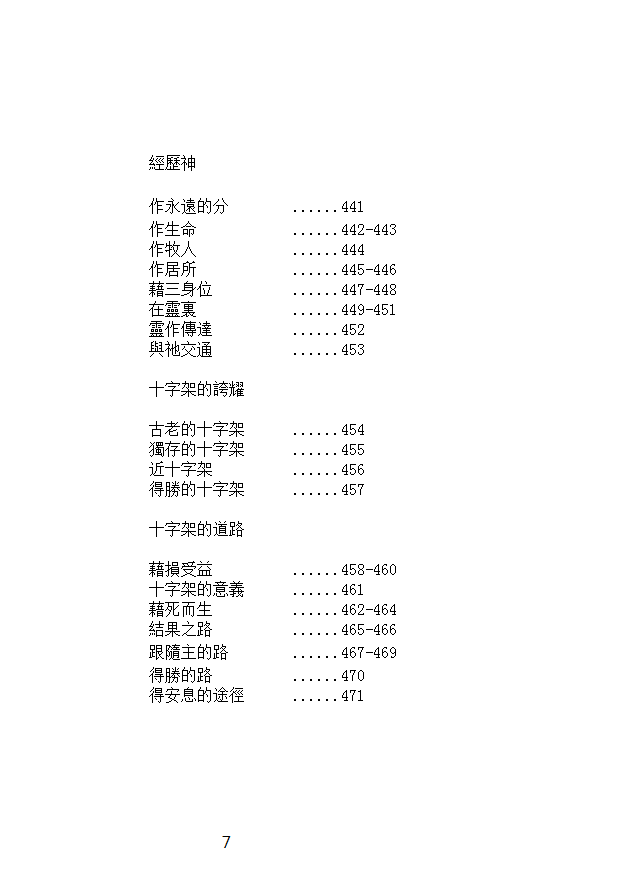 經歷神
作永遠的分 ......441
作生命 ......442-443
作牧人 ......444
作居所 ......445-446
藉三身位 ......447-448
在靈裏 ......449-451
靈作傳達 ......452
與祂交通 ......453
十字架的誇耀
古老的十字架 ......454
獨存的十字架 ......455
近十字架 ......456
得勝的十字架 ......457
十字架的道路
藉損受益 ......458-460
十字架的意義 ......461
藉死而生 ......462-464
結果之路 ......465-466
跟隨主的路 ......467-469
得勝的路 ......470
得安息的途徑 ......471
7